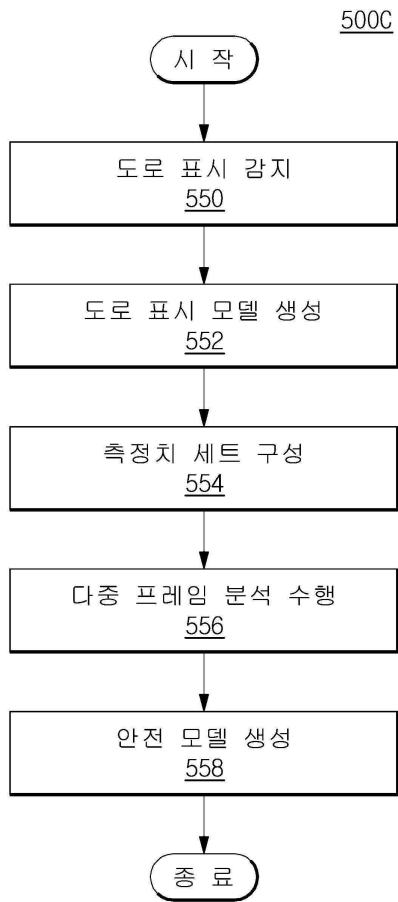 500C
시 작
도로 표시 감지
550
도로 표시 모델 생성
552
측정치 세트 구성
554
다중 프레임 분석 수행
556
안전 모델 생성
558
종 료